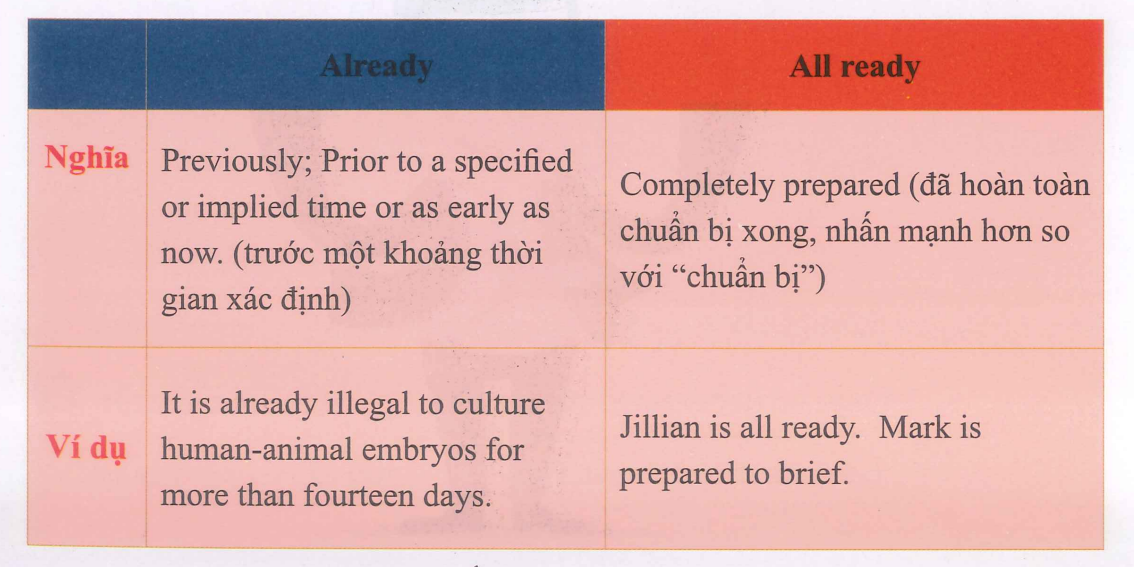 Already
All ready
Nghĩa
Previously; Prior to a specified
or implied time or as early as
now. (trước một khoảng thời
gian xác định)
Completely prepared (đã hoàn toàn
chuẩn bị xong, nhấn mạnh hơn so
với “chuẩn bị”)
Ví dụ
It is already illegal to culture
human-animal embryos for
more than fourteen days.
Jillian is all ready. Mark is
prepared to brief.